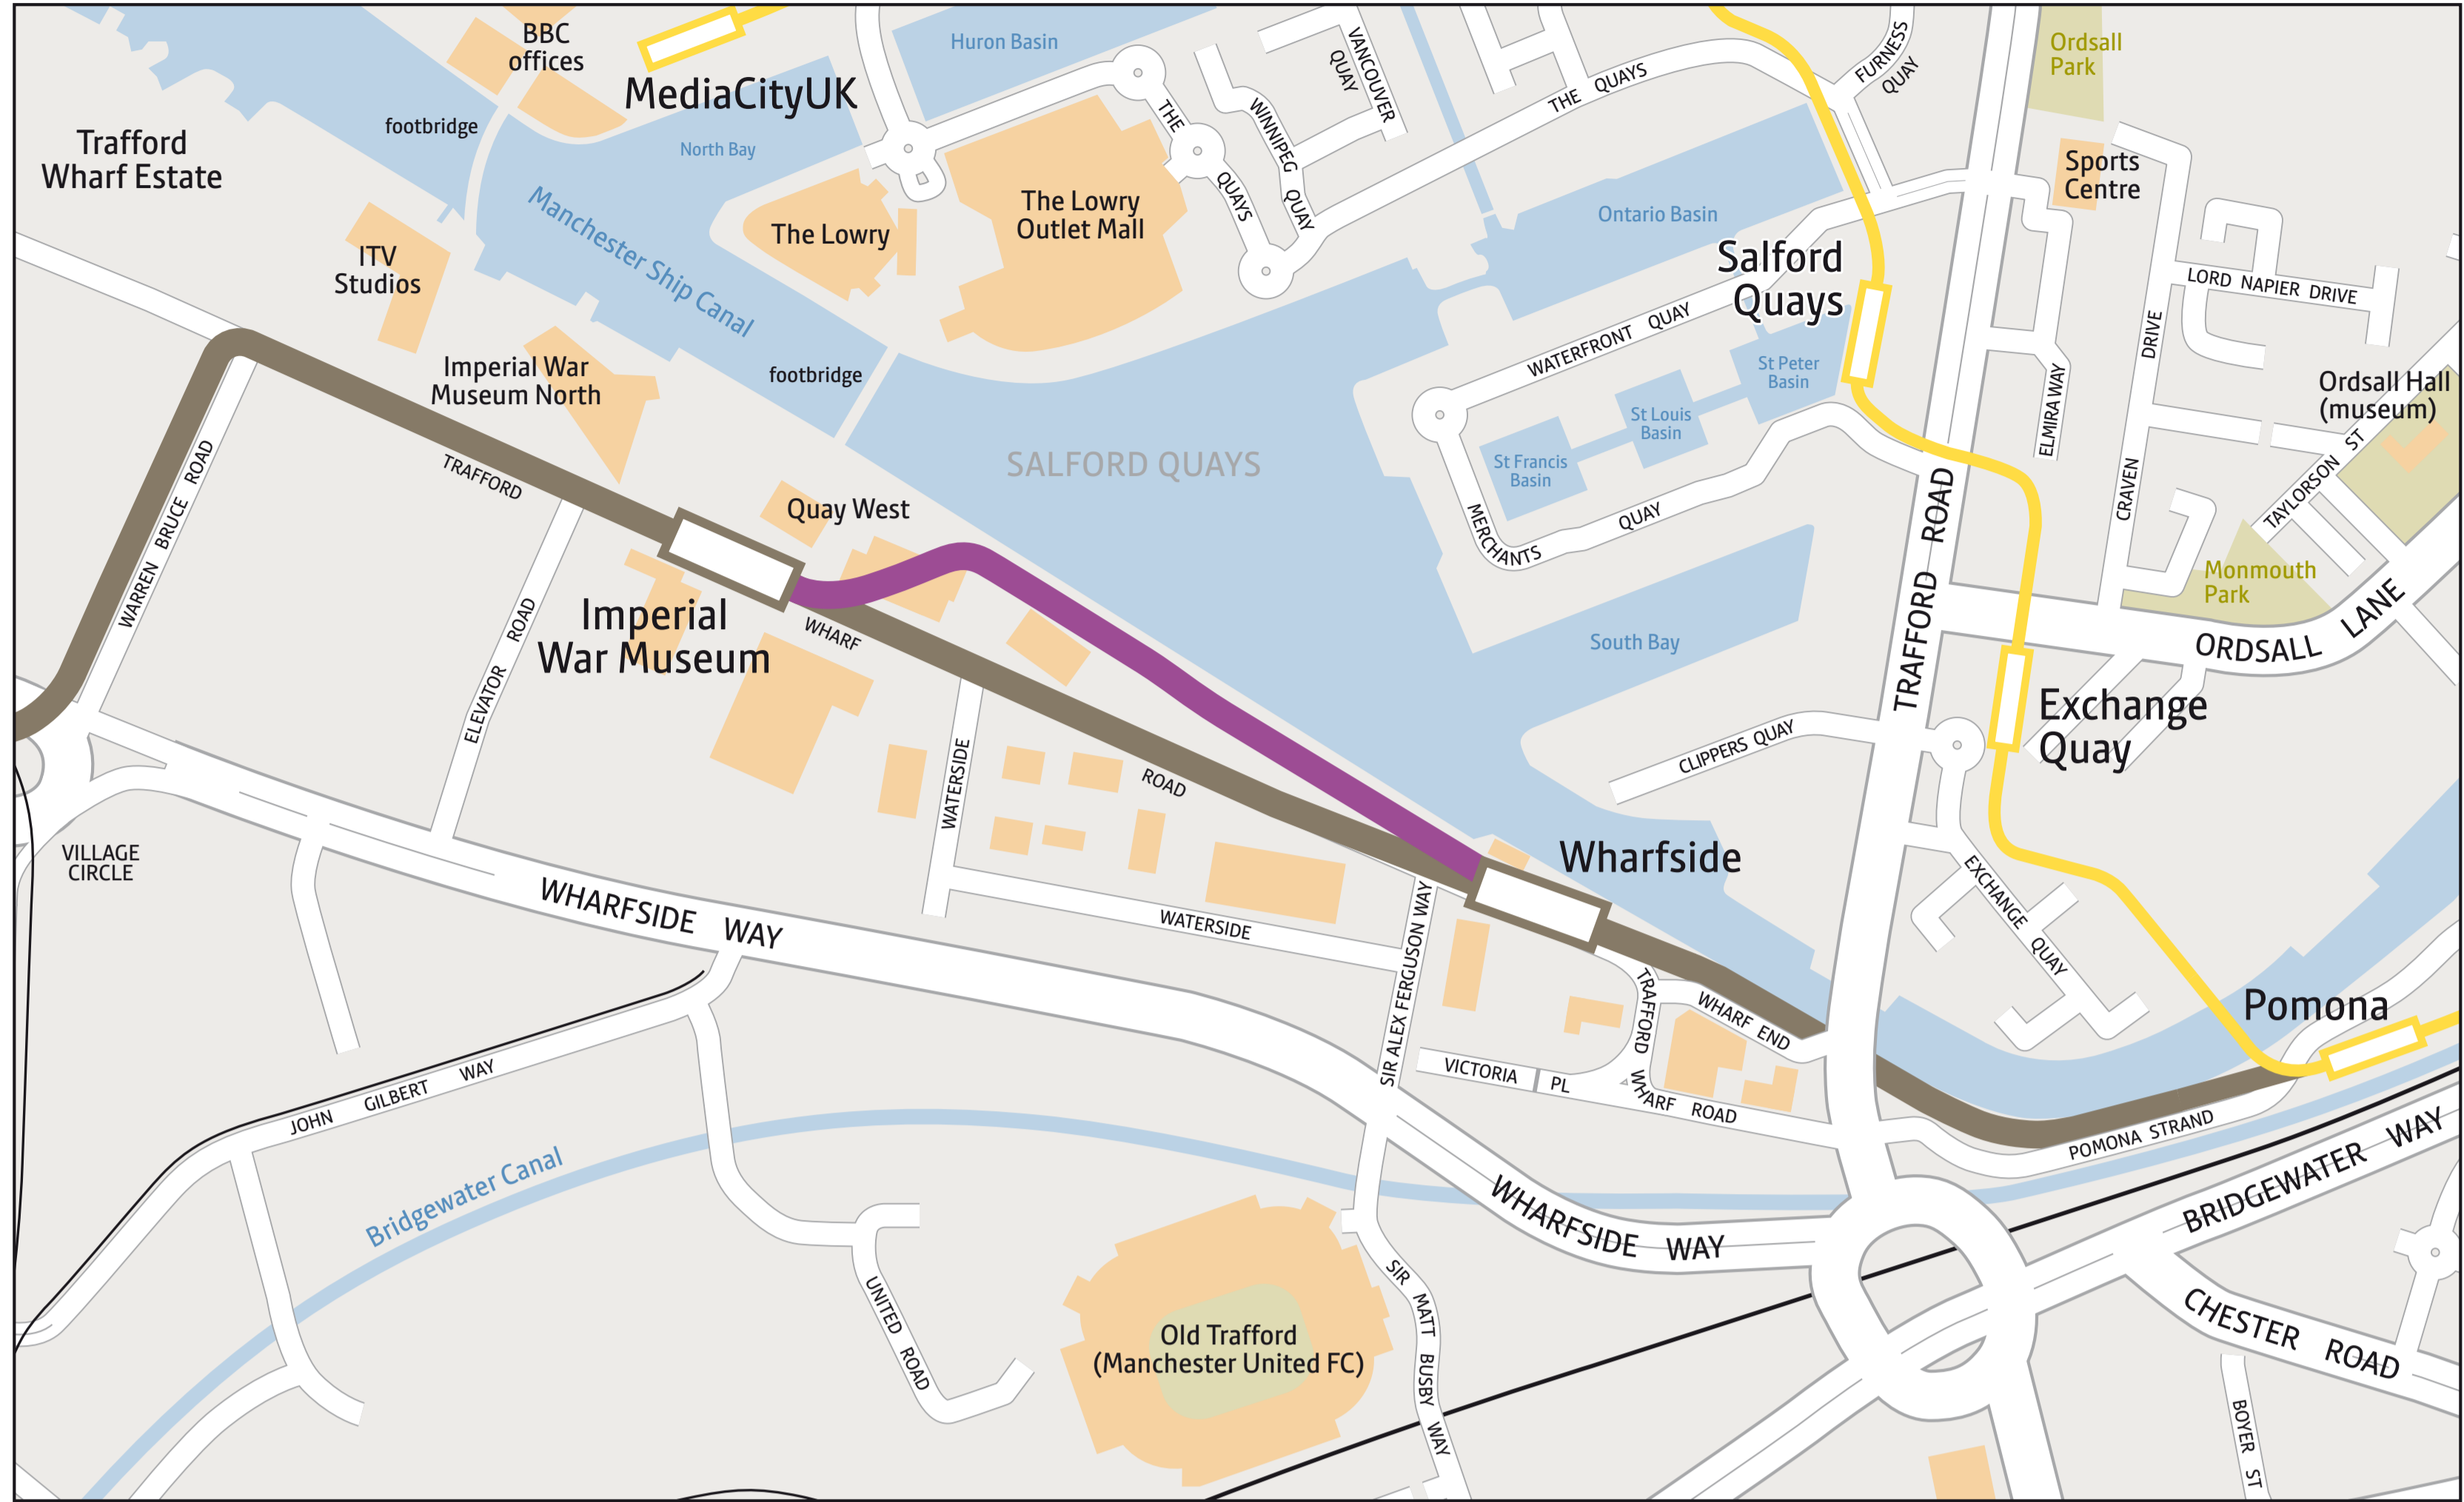 BBC
offices
MediaCityUK
Huron Basin
VANCOUVER
QUAY
THE QUAYS
FURNESS
QUAY
Ordsall
Park
Trafford
Wharf Estate
footbridge
North Bay
THE
QUAYS
WINNIPEG QUAY
Sports
Centre
Manchester Ship Canal
The Lowry
The Lowry
Outlet Mall
Ontario Basin
Salford
Quays
ITV
Studios
LORD NAPIER DRIVE
Imperial War
Museum North
footbridge
WATERFRONT QUAY
St Peter
Basin
St Louis
Basin
St Francis
Basin
ELMIRA WAY
CRAVEN DRIVE
Ordsall Hall
(museum)
TAYLORSON ST
WARREN BRUCE ROAD
TRAFFORD
SALFORD QUAYS
Quay West
MERCHANTS QUAY
TRAFFORD ROAD
Monmouth
Park
ORDSALL LANE
Imperial
War Museum
WHARF
ELEVATOR ROAD
South Bay
Exchange
Quay
CLIPPERS QUAY
WATERSIDE
ROAD
VILLAGE
CIRCLE
Wharfside
EXCHANGE QUAY
WHARFSIDE WAY
WATERSIDE
SIR ALEX FERGUSON WAY
TRAFFORD
WHARF ROAD
WHARF END
Pomona
VICTORIA PL
JOHN GILBERT WAY
POMONA STRAND
BRIDGEWATER WAY
Bridgewater Canal
WHARFSIDE WAY
UNITED ROAD
SIR MATT BUSBY WAY
Old Trafford
(Manchester United FC)
CHESTER ROAD
BOYER ST